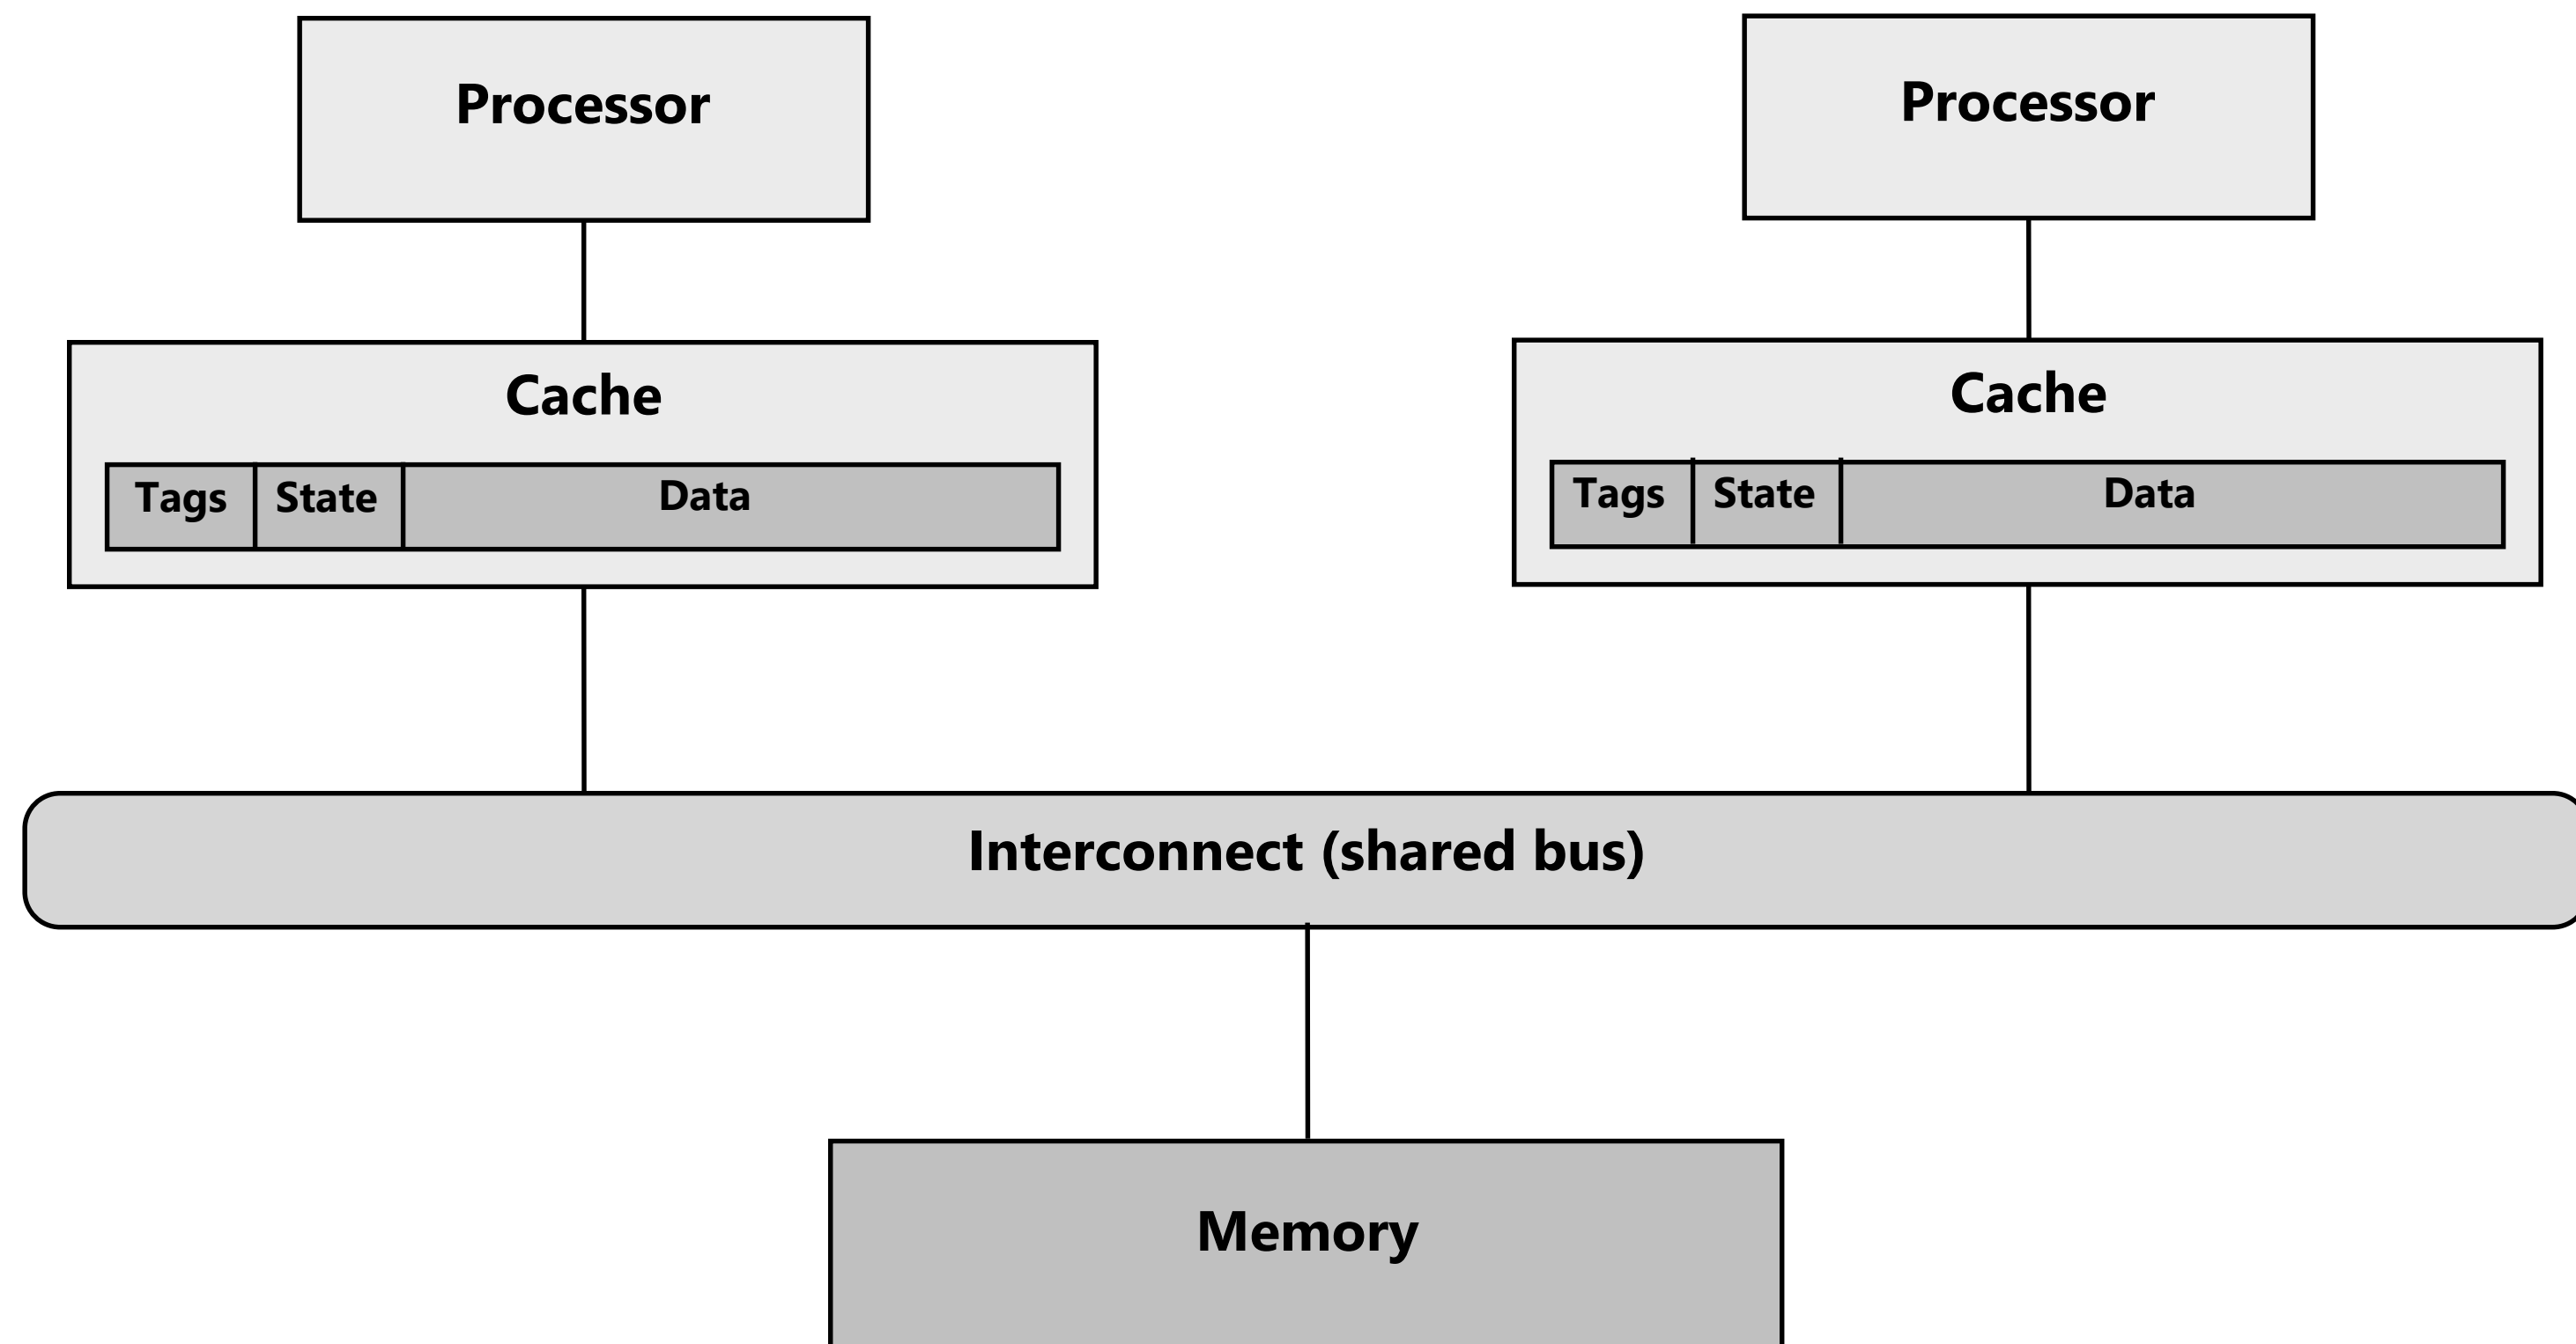 Processor
Processor
Cache
Cache
Tags State Data
Tags State Data
Interconnect (shared bus)
Memory